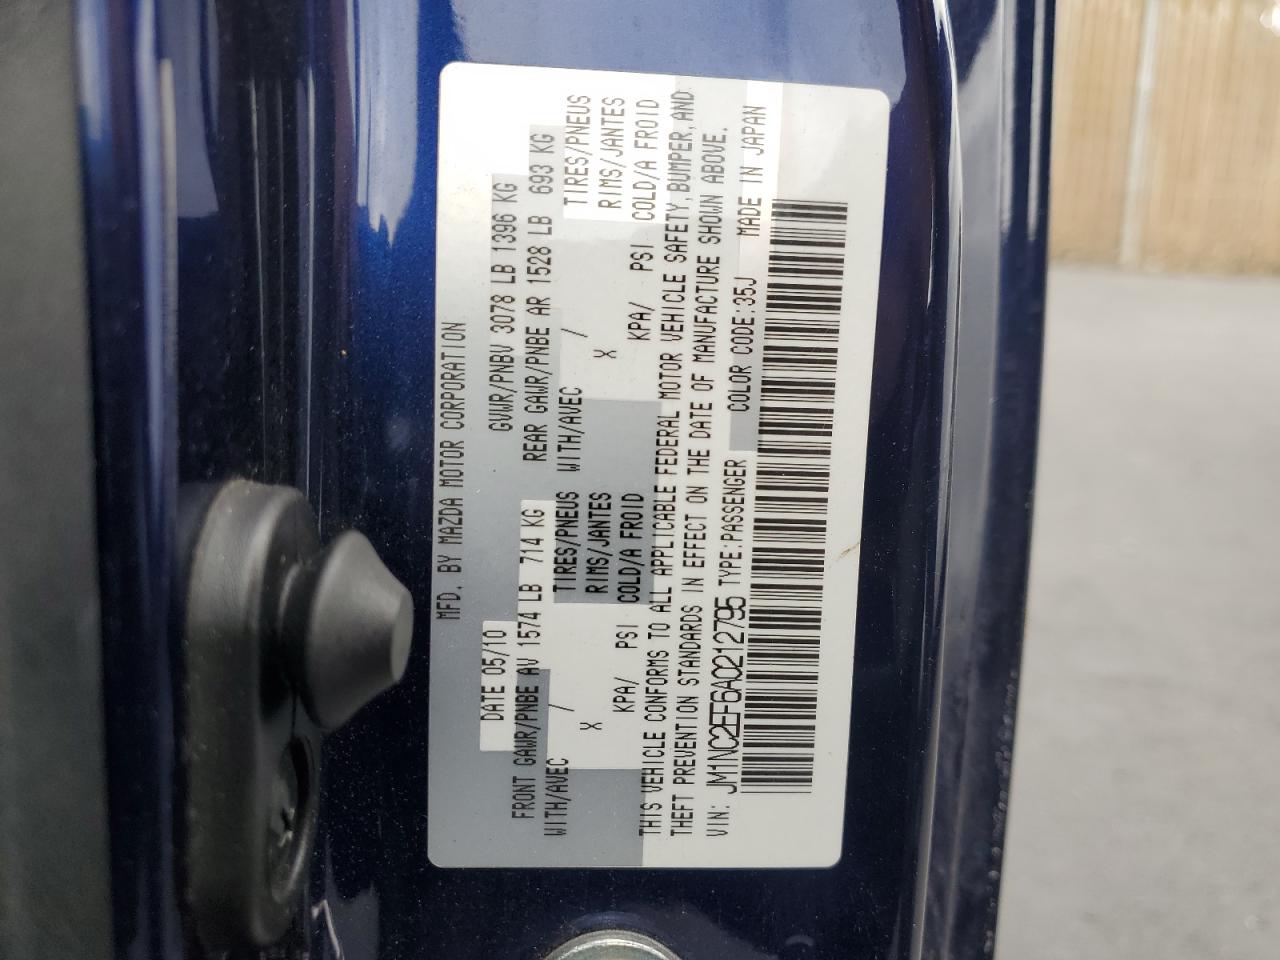 MFD. BY MAZDA MOTOR CORPORATION
DATE 05/10 GVWR/PNBV 3078 LB 1396 KG
FRONT GAWR/PNBE AV 1574 LB 714 KG REAR GAWR/PNBE AR 1528 LB 693 KG
WITH/AVEC / TIRES/PNEUS WITH/AVEC / TIRES/PNEUS
X RIMS/JANTES X RIMS/JANTES
KPA/ PSI COLD/A FROID KPA/ PSI COLD/A FROID
THIS VEHICLE CONFORMS TO ALL APPLICABLE FEDERAL MOTOR VEHICLE SAFETY, BUMPER, AND
THEFT PREVENTION STANDARDS IN EFFECT ON THE DATE OF MANUFACTURE SHOWN ABOVE.
VIN: JM1NC2EF6A0212795 TYPE:PASSENGER COLOR CODE:35J MADE IN JAPAN